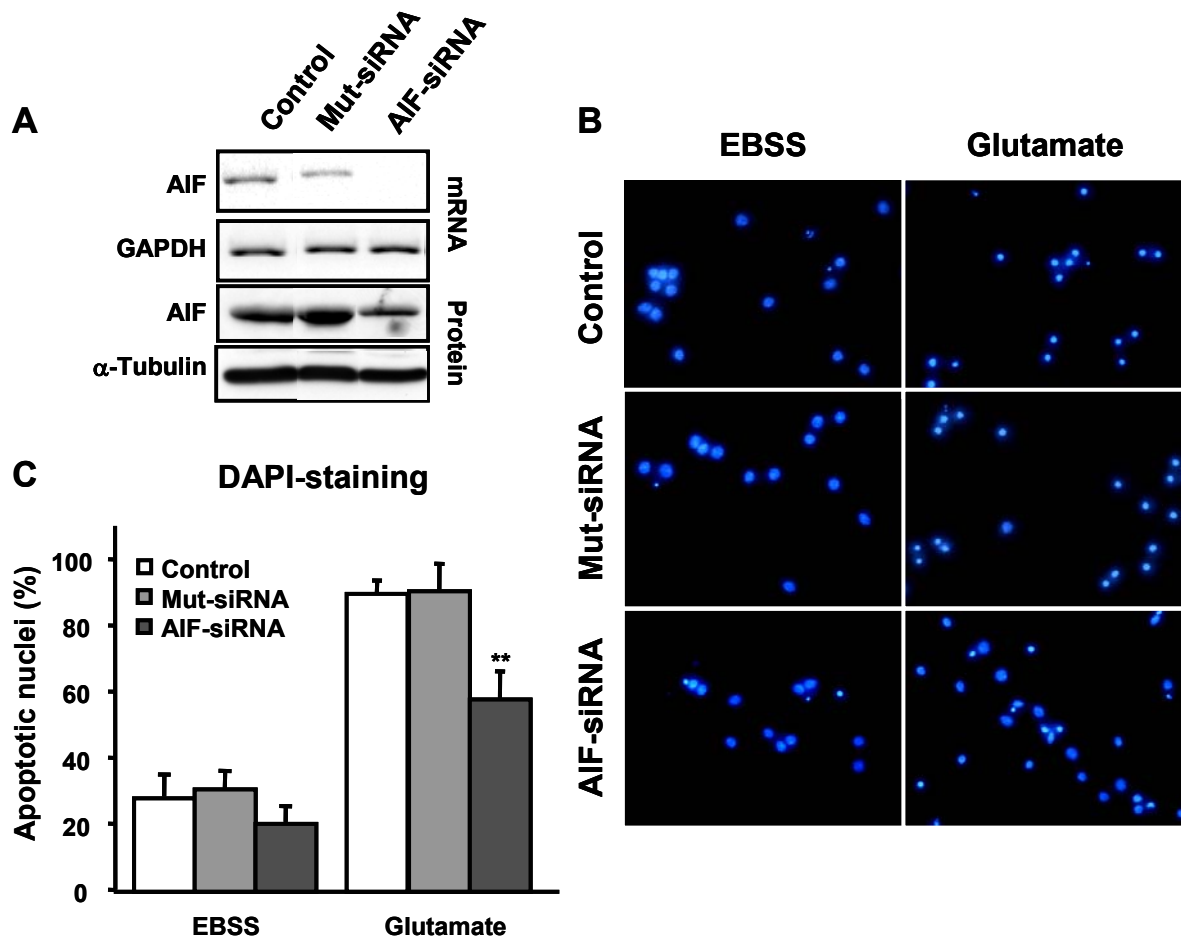 A
Control
Mut-siRNA
AIF-siRNA
AIF
GAPDH
mRNA
AIF
α-Tubulin
Protein
B
EBSS
Glutamate
Control
Mut-siRNA
AIF-siRNA
C
DAPI-staining
Apoptotic nuclei (%)
100
80
60
40
20
0
Control
Mut-siRNA
AIF-siRNA
**
EBSS
Glutamate